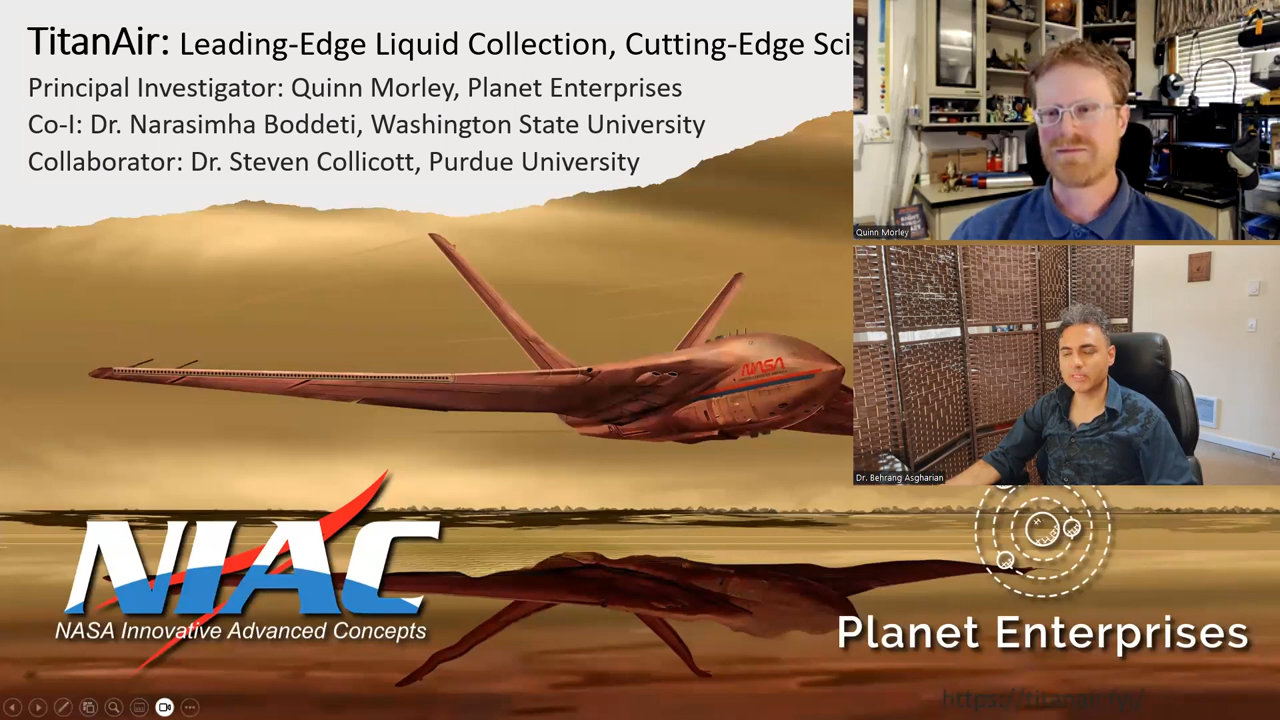 TitanAir: Leading-Edge Liquid Collection, Cutting-Edge Sci
Principal Investigator: Quinn Morley, Planet Enterprises
Co-I: Dr. Narasimha Boddeti, Washington State University
Collaborator: Dr. Steven Collicott, Purdue University
Quinn Morley
NASA
Dr. Behrang Asgharian
NIAC
NASA Innovative Advanced Concepts
Planet Enterprises